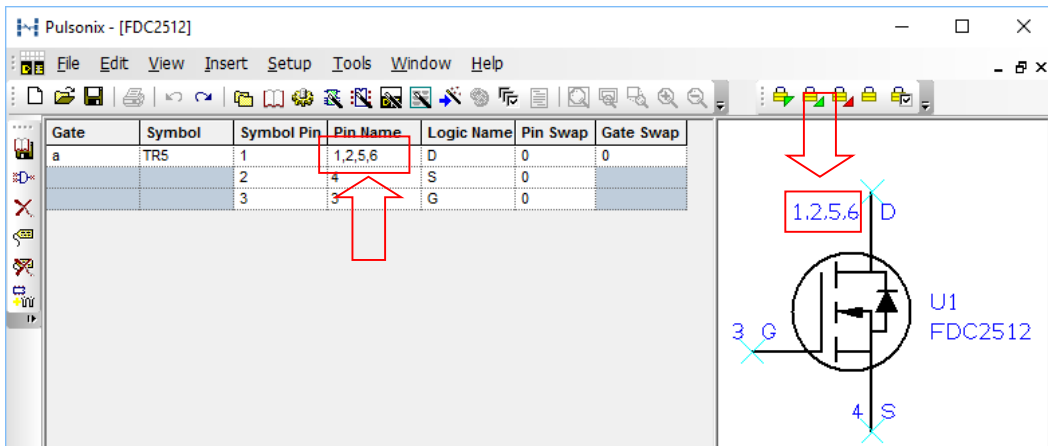 Pulsonix - [FDC2512]
File Edit View Insert Setup Tools Window Help
Gate Symbol Symbol Pin Pin Name Logic Name Pin Swap Gate Swap
a TR5 1 1,2,5,6 D 0 0
2 4 S 0
3 3 G 0
1,2,5,6 D
U1
FDC2512
3 G
4 S